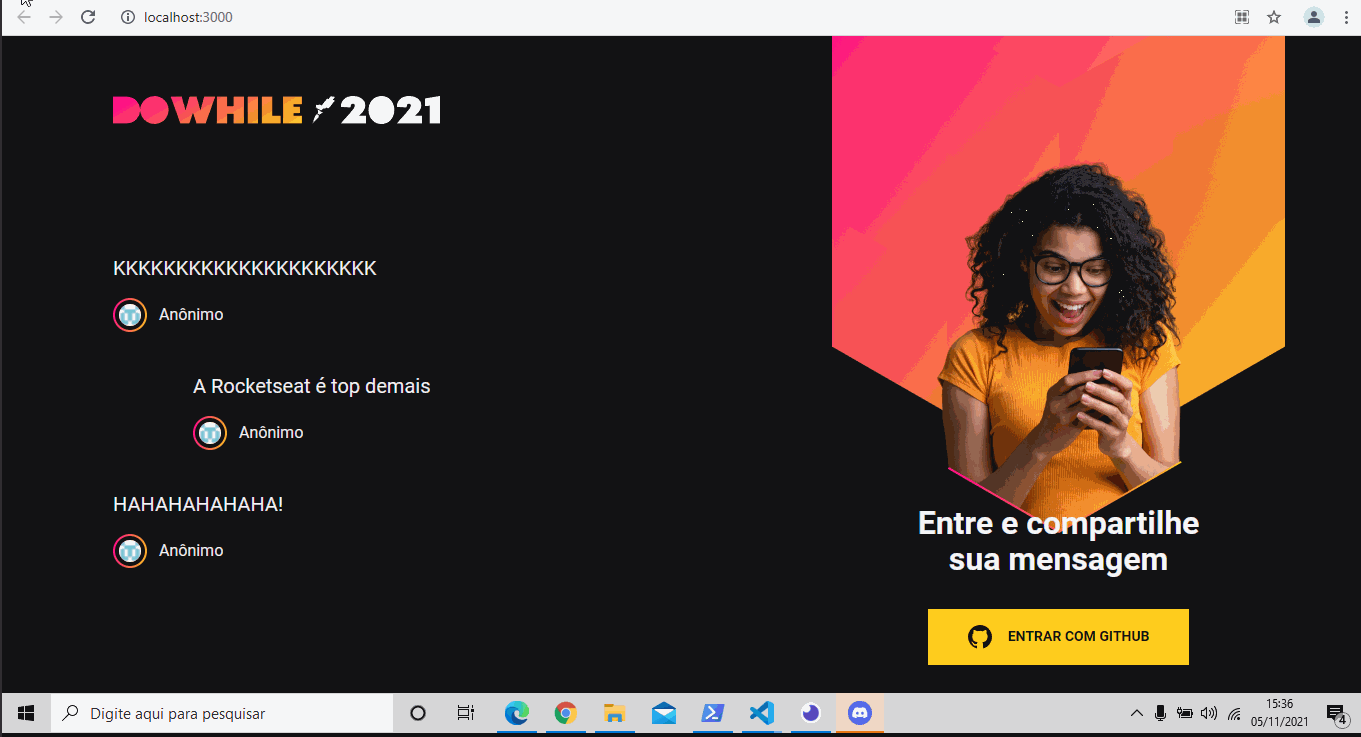 localhost:3000
DOWHILE 2021
KKKKKKKKKKKKKKKKKKKKK
Anônimo
A Rocketseat é top demais
Anônimo
HAHAHAHAHAHA!
Anônimo
Entre e compartilhe
sua mensagem
ENTRAR COM GITHUB
Digite aqui para pesquisar
15:36
05/11/2021
4